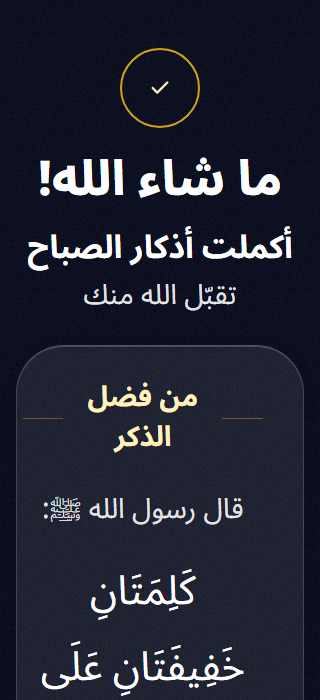 ما شاء الله!
أكملت أذكار الصباح
تقبّل الله منك
من فضل
الذكر
قال رسول الله ﷺ:
كَلِمَتَانِ
خَفِيفَتَانِ عَلَى